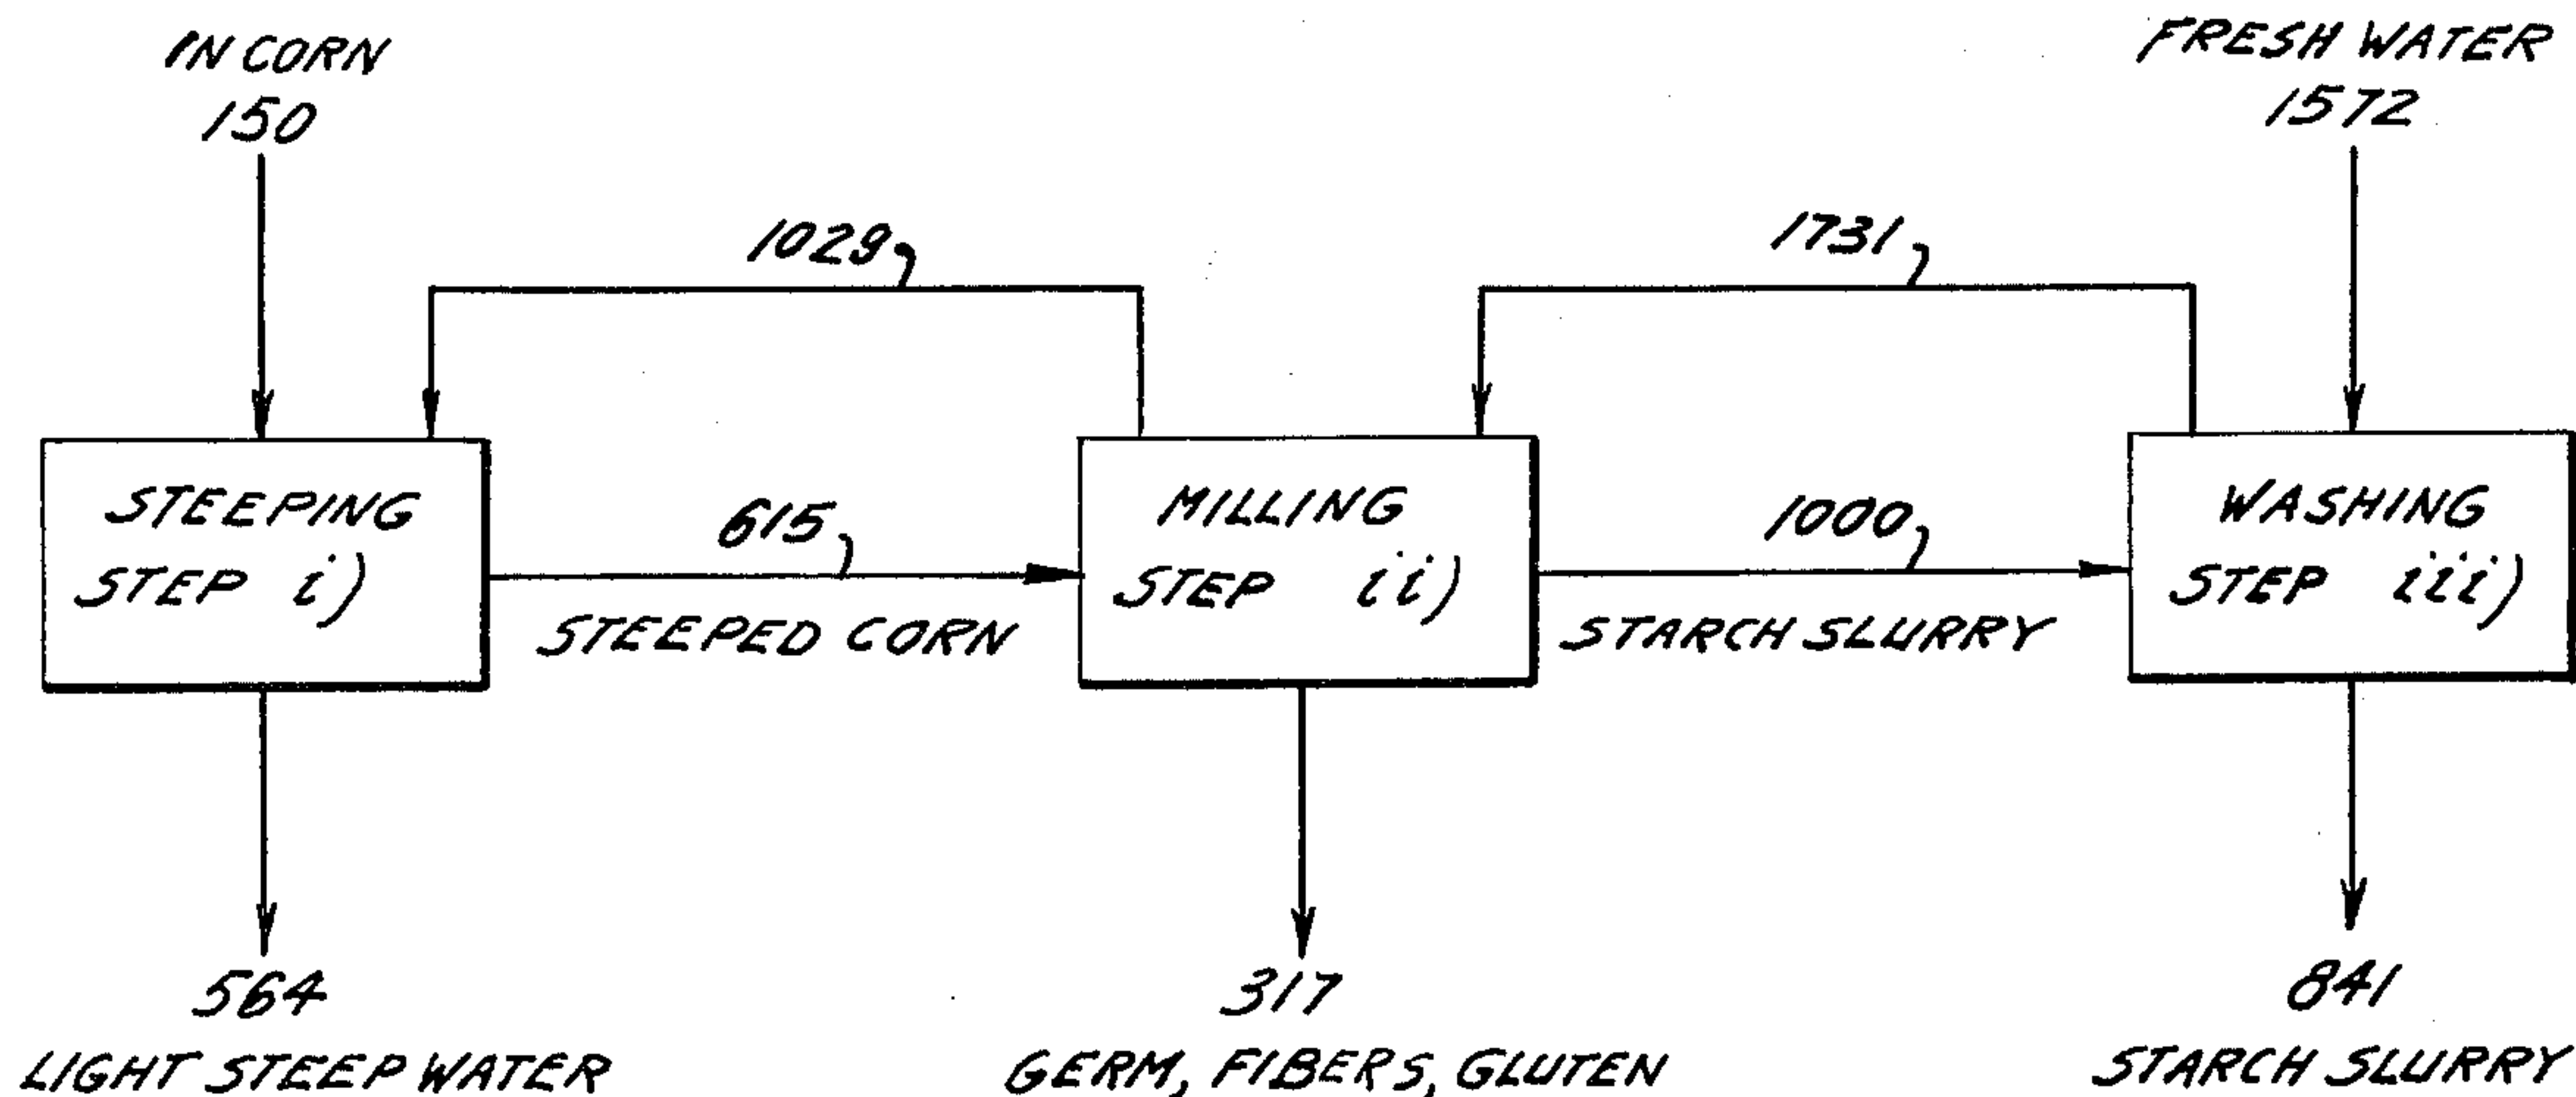 IN CORN
150
FRESH WATER
1572
1029
1731
STEEPING
STEP i)
615
STEEPED CORN
MILLING
STEP ii)
1000
STARCH SLURRY
WASHING
STEP iii)
564
LIGHT STEEP WATER
317
GERM, FIBERS, GLUTEN
841
STARCH SLURRY